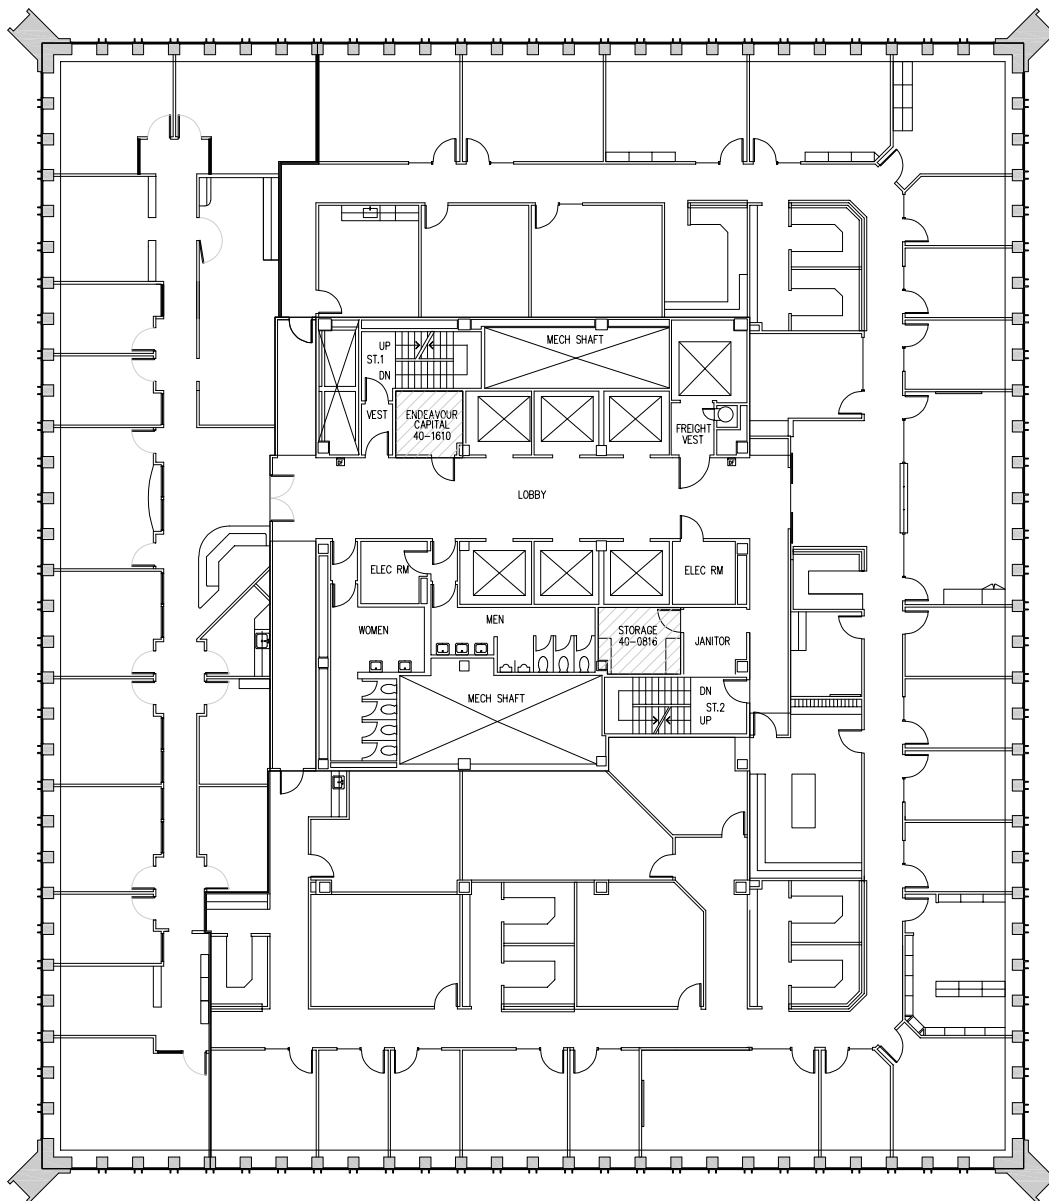 MECH SHAFT
UP
ST.1
DN
VEST
ENDEAVOUR
CAPITAL
40-1610
FREIGHT
VEST
LOBBY
ELEC RM
ELEC RM
WOMEN
MEN
STORAGE
40-0816
JANITOR
MECH SHAFT
DN
ST.2
UP